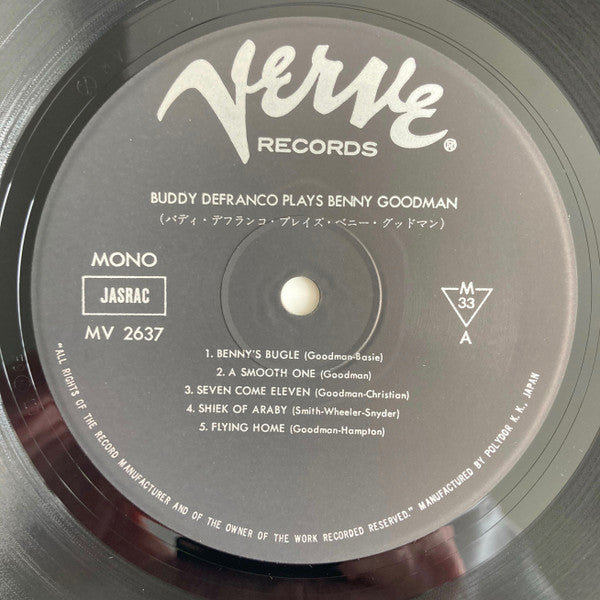 Verve®
RECORDS
BUDDY DEFRANCO PLAYS BENNY GOODMAN
(バディ・デフランコ・プレイズ・ベニー・グッドマン)
MONO
JASRAC
MV 2637
M
33
A
1. BENNY'S BUGLE (Goodman-Basie)
2. A SMOOTH ONE (Goodman)
3. SEVEN COME ELEVEN (Goodman-Christian)
4. SHIEK OF ARABY (Smith-Wheeler-Snyder)
5. FLYING HOME (Goodman-Hampton)
"ALL RIGHTS OF THE RECORD MANUFACTURER AND OF THE OWNER OF THE WORK RECORDED RESERVED." MANUFACTURED BY POLYDOR K. K., JAPAN